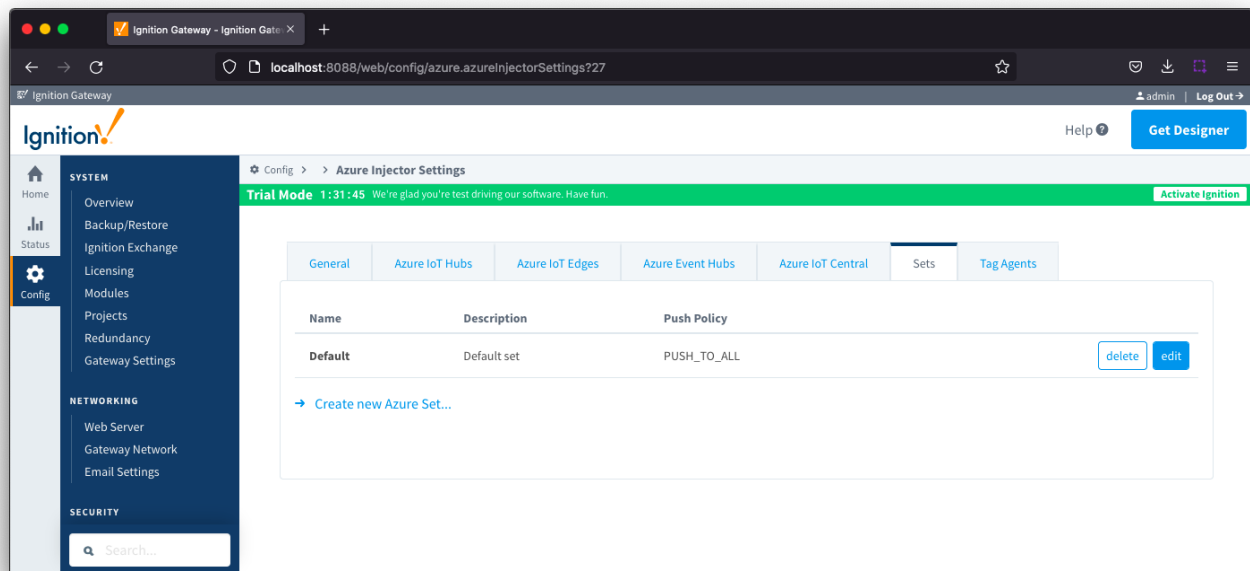 Ignition Gateway - Ignition Gate
localhost:8088/web/config/azure.azureInjectorSettings?27
Ignition Gateway
admin | Log Out
Ignition!
Help
Get Designer
Home
Status
Config
SYSTEM
Overview
Backup/Restore
Ignition Exchange
Licensing
Modules
Projects
Redundancy
Gateway Settings
NETWORKING
Web Server
Gateway Network
Email Settings
SECURITY
Search...
Config > > Azure Injector Settings
Trial Mode 1:31:45 We're glad you're test driving our software. Have fun.
Activate Ignition
General Azure IoT Hubs Azure IoT Edges Azure Event Hubs Azure IoT Central Sets Tag Agents
Name Description Push Policy
Default Default set PUSH_TO_ALL delete edit
Create new Azure Set...